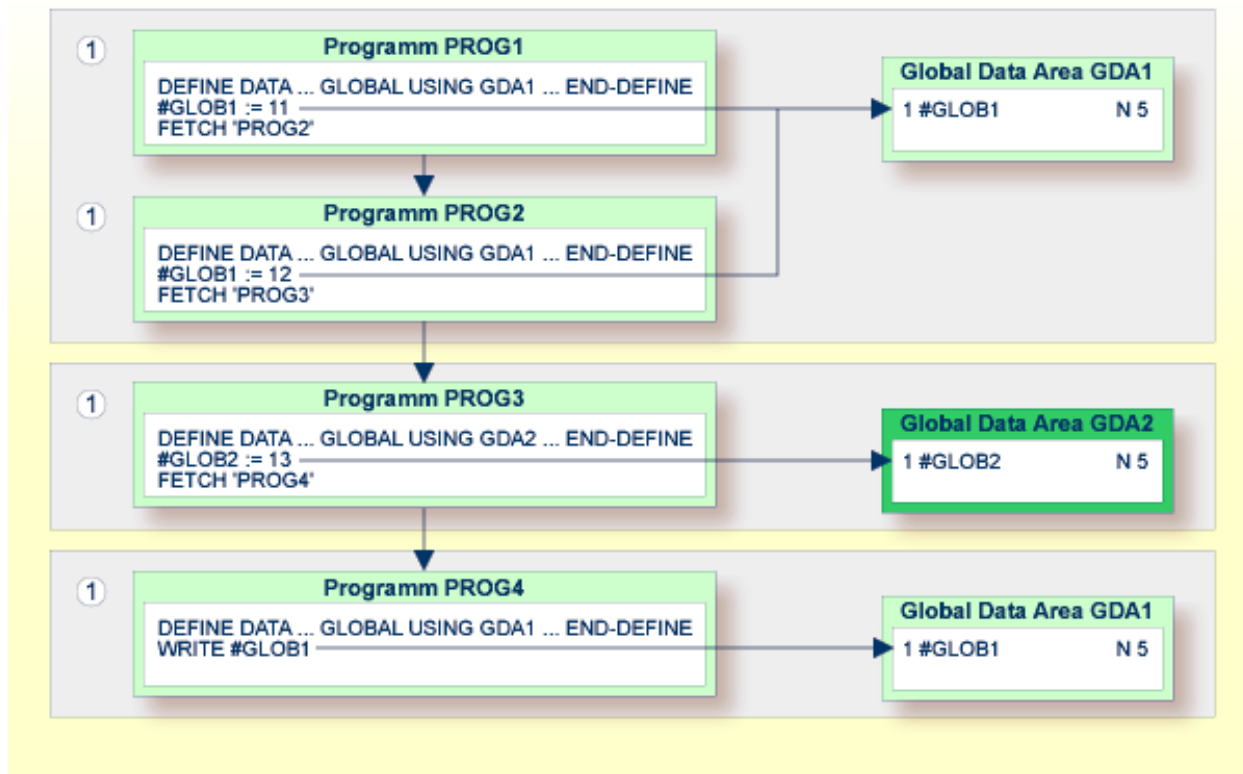 1
Programm PROG1
DEFINE DATA ... GLOBAL USING GDA1 ... END-DEFINE
#GLOB1 := 11
FETCH 'PROG2'
Global Data Area GDA1
1 #GLOB1 N 5
1
Programm PROG2
DEFINE DATA ... GLOBAL USING GDA1 ... END-DEFINE
#GLOB1 := 12
FETCH 'PROG3'
1
Programm PROG3
DEFINE DATA ... GLOBAL USING GDA2 ... END-DEFINE
#GLOB2 := 13
FETCH 'PROG4'
Global Data Area GDA2
1 #GLOB2 N 5
1
Programm PROG4
DEFINE DATA ... GLOBAL USING GDA1 ... END-DEFINE
WRITE #GLOB1
Global Data Area GDA1
1 #GLOB1 N 5